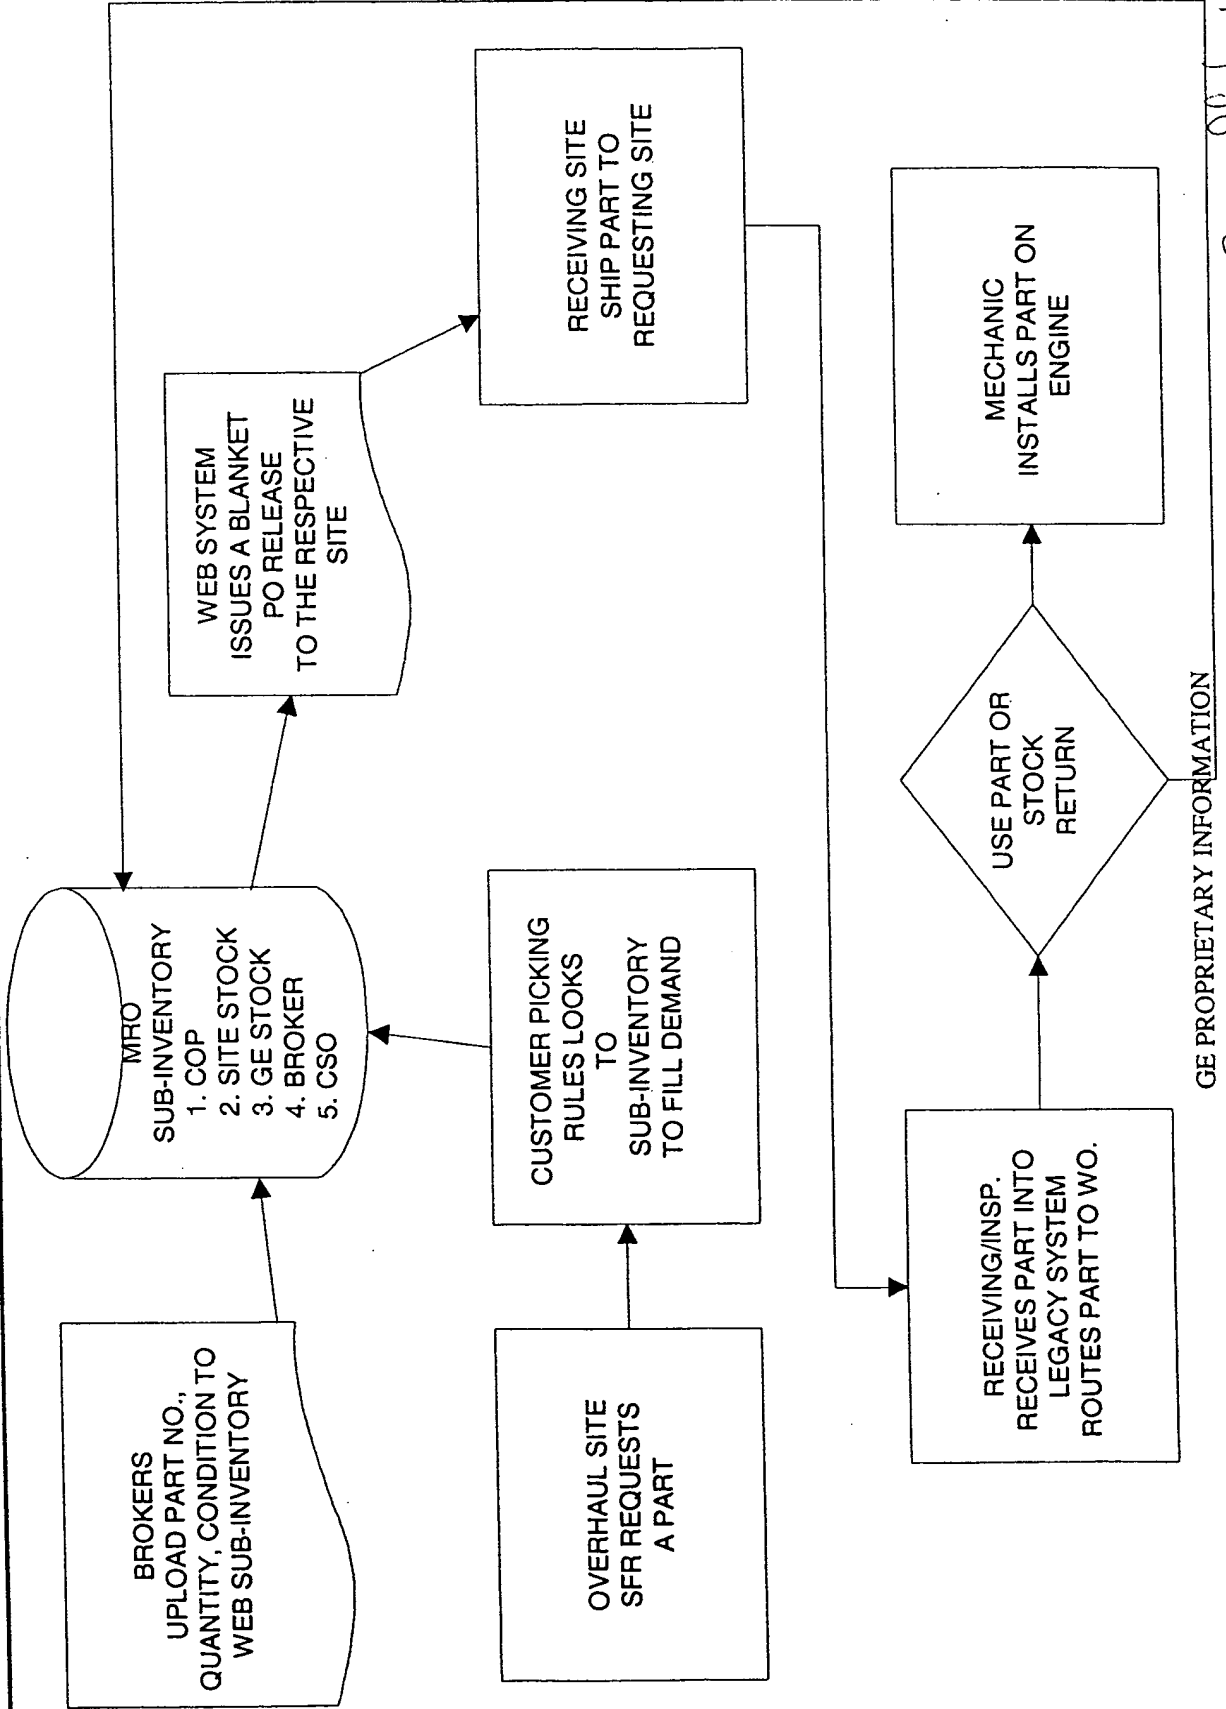 BROKERS
UPLOAD PART NO.,
QUANTITY, CONDITION TO
WEB SUB-INVENTORY
MRO
SUB-INVENTORY
1. COP
2. SITE STOCK
3. GE STOCK
4. BROKER
5. CSO
WEB SYSTEM
ISSUES A BLANKET
PO RELEASE
TO THE RESPECTIVE
SITE
OVERHAUL SITE
SFR REQUESTS
A PART
CUSTOMER PICKING
RULES LOOKS
TO
SUB-INVENTORY
TO FILL DEMAND
RECEIVING SITE
SHIP PART TO
REQUESTING SITE
RECEIVING/INSP.
RECEIVES PART INTO
LEGACY SYSTEM
ROUTES PART TO WO.
USE PART OR
STOCK
RETURN
MECHANIC
INSTALLS PART ON
ENGINE
GE PROPRIETARY INFORMATION